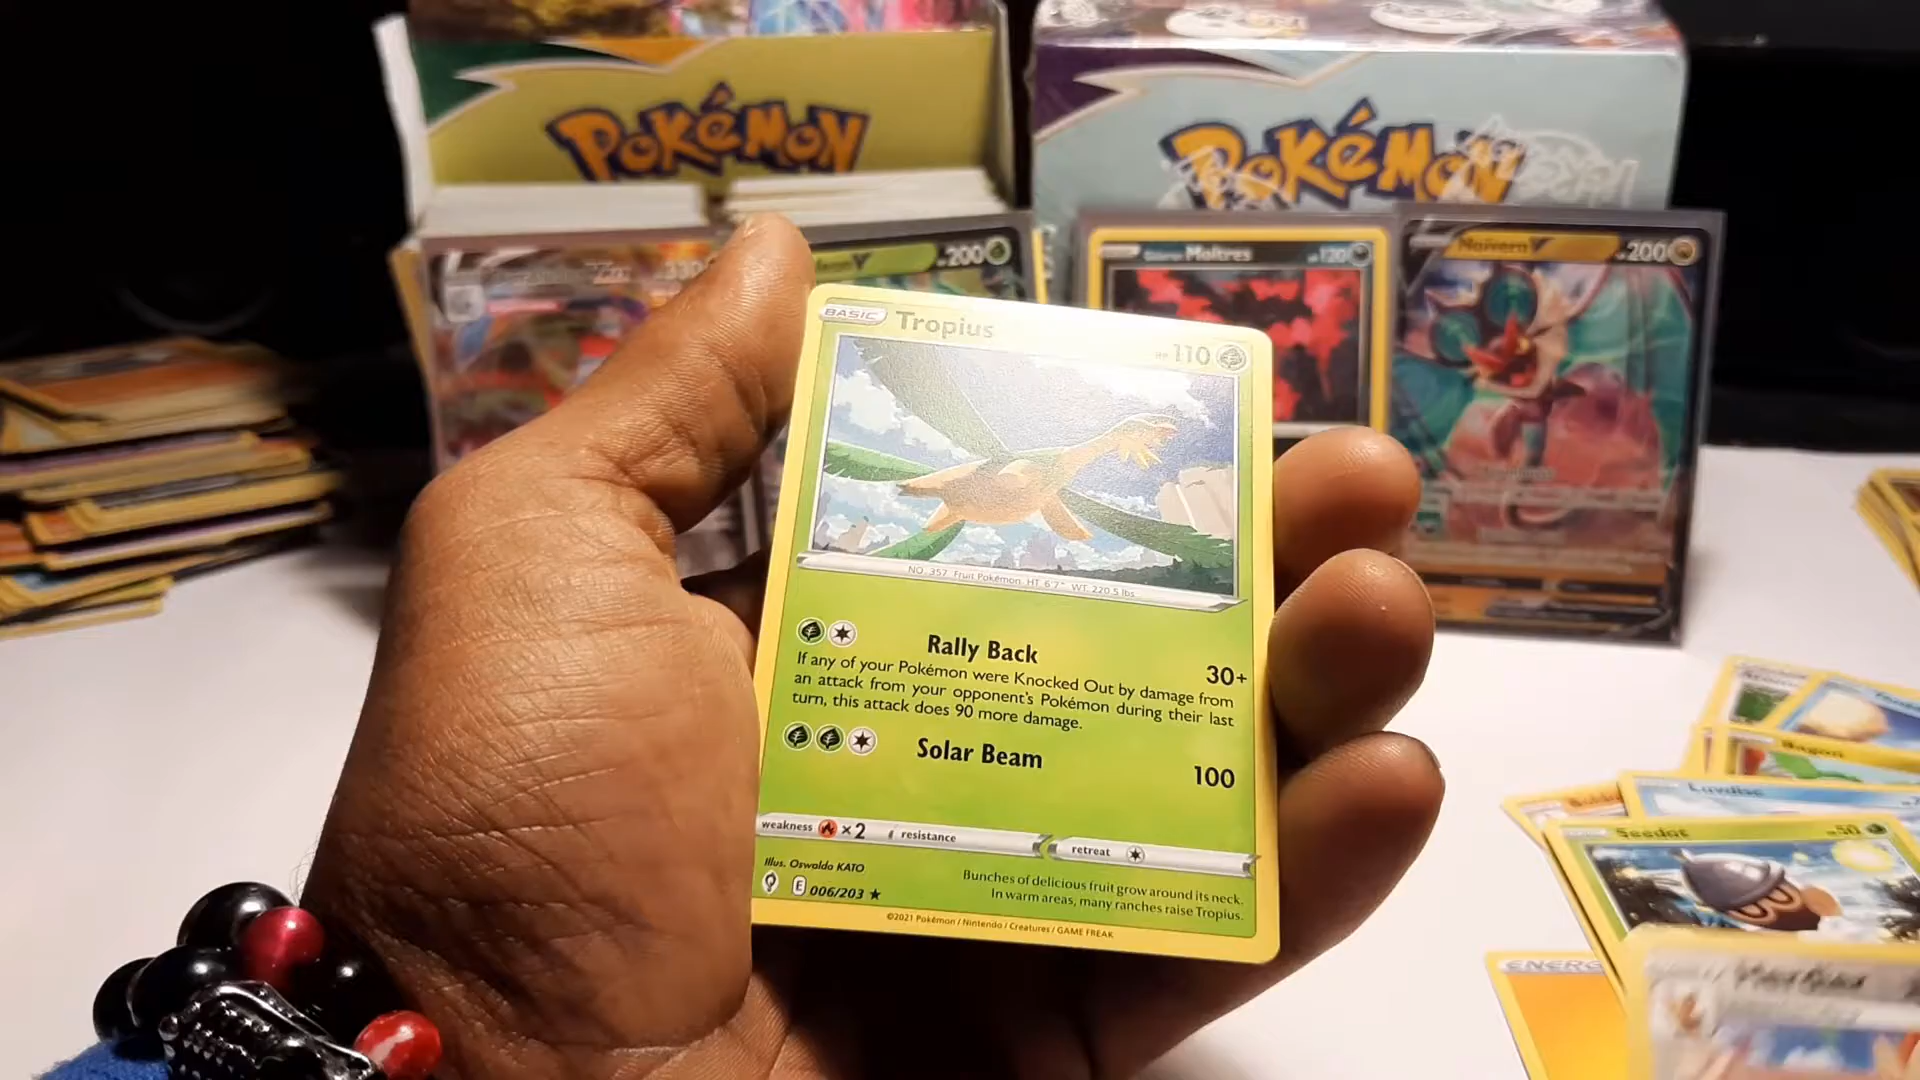 POKéMON
POKéMON
200
Moltres
120
Noivern V
200
330
BASIC Tropius
HP 110
NO. 357 Fruit Pokémon HT: 6'7" WT: 220.5 lbs
Rally Back
30+
If any of your Pokémon were Knocked Out by damage from
an attack from your opponent's Pokémon during their last
turn, this attack does 90 more damage.
Solar Beam
100
weakness ×2 resistance
retreat
Illus. Oswaldo KATO
E 006/203 ★
Bunches of delicious fruit grow around its neck.
In warm areas, many ranches raise Tropius.
©2021 Pokémon / Nintendo / Creatures / GAME FREAK
Bagon
Luvdisc
Seedot
50
ENERGY